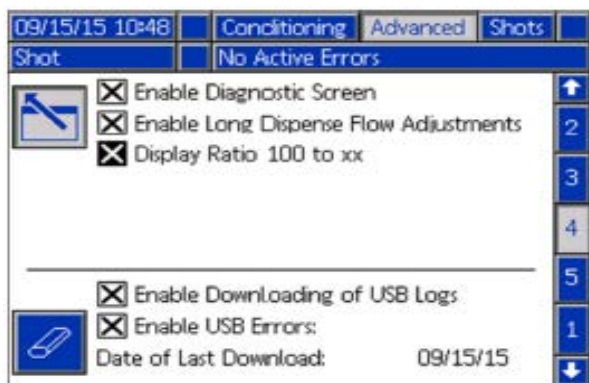 09/15/15 10:48 Conditioning Advanced Shots
Shot No Active Errors
Enable Diagnostic Screen
Enable Long Dispense Flow Adjustments
Display Ratio 100 to xx
2
3
4
5
1
Enable Downloading of USB Logs
Enable USB Errors:
Date of Last Download: 09/15/15